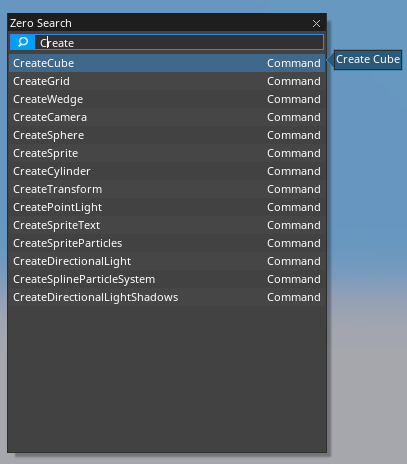 Zero Search
Create
CreateCube Command
Create Cube
CreateGrid Command
CreateWedge Command
CreateCamera Command
CreateSphere Command
CreateSprite Command
CreateCylinder Command
CreateTransform Command
CreatePointLight Command
CreateSpriteText Command
CreateSpriteParticles Command
CreateDirectionalLight Command
CreateSplineParticleSystem Command
CreateDirectionalLightShadows Command